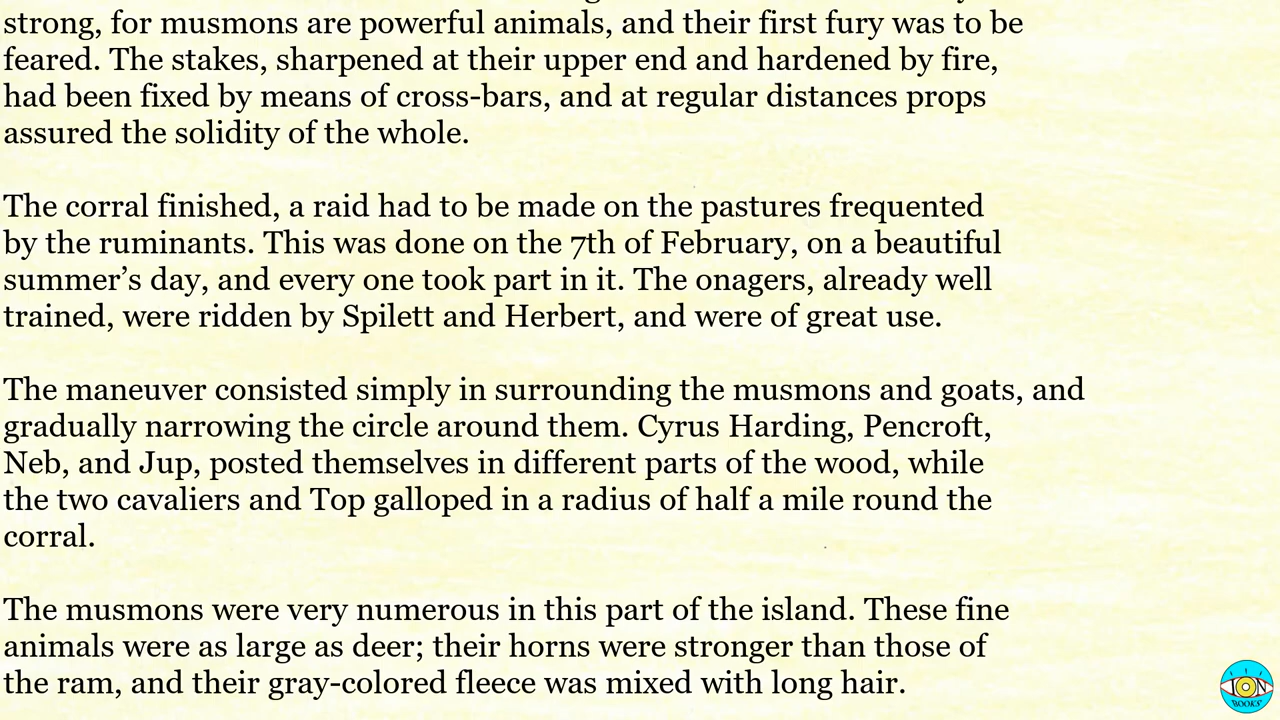 strong, for musmons are powerful animals, and their first fury was to be
feared. The stakes, sharpened at their upper end and hardened by fire,
had been fixed by means of cross-bars, and at regular distances props
assured the solidity of the whole.
The corral finished, a raid had to be made on the pastures frequented
by the ruminants. This was done on the 7th of February, on a beautiful
summer’s day, and every one took part in it. The onagers, already well
trained, were ridden by Spilett and Herbert, and were of great use.
The maneuver consisted simply in surrounding the musmons and goats, and
gradually narrowing the circle around them. Cyrus Harding, Pencroft,
Neb, and Jup, posted themselves in different parts of the wood, while
the two cavaliers and Top galloped in a radius of half a mile round the
corral.
The musmons were very numerous in this part of the island. These fine
animals were as large as deer; their horns were stronger than those of
the ram, and their gray-colored fleece was mixed with long hair.
ION
BOOKS